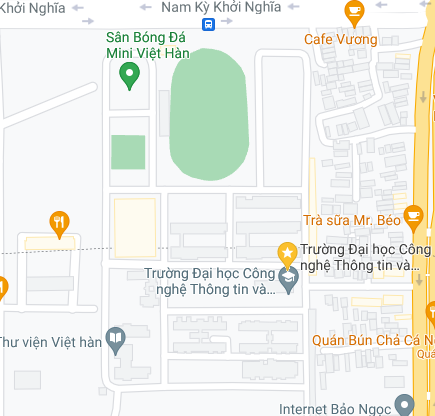 Khởi Nghĩa
Nam Kỳ Khởi Nghĩa
Cafe Vương
Sân Bóng Đá
Mini Việt Hàn
Trà sữa Mr. Béo
Trường Đại học Công
nghệ Thông tin và...
Trường Đại học Công
nghệ Thông tin và...
Thư viện Việt hàn
Quán Bún Chả Cá N
Quá
Internet Bảo Ngọc